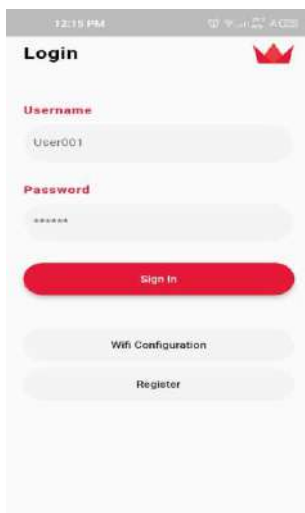 12:15 PM
Login
Username
User001
Password
******
Sign In
Wifi Configuration
Register